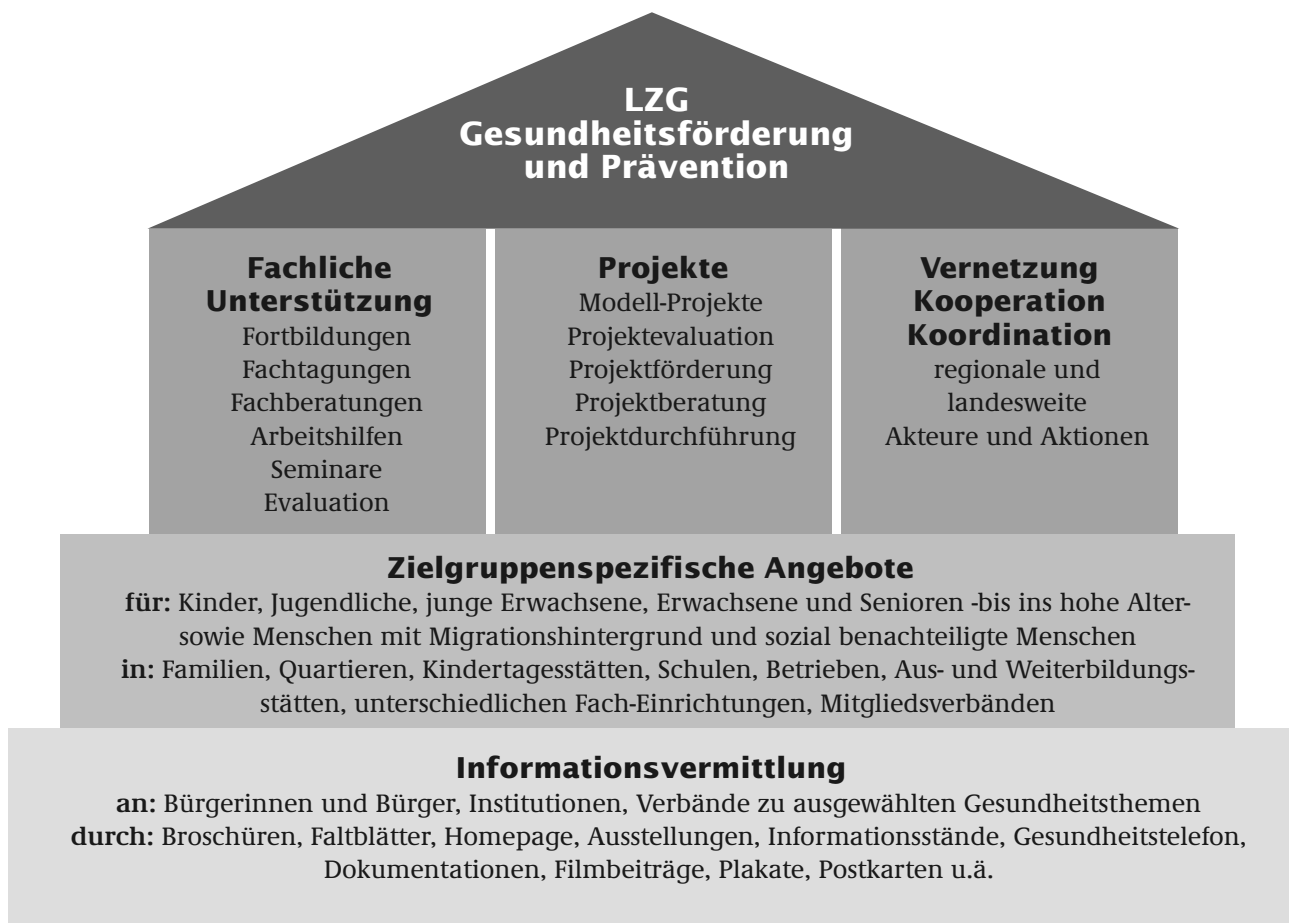 LZG
Gesundheitsförderung
und Prävention
Fachliche
Unterstützung
Fortbildungen
Fachtagungen
Fachberatungen
Arbeitshilfen
Seminare
Evaluation
Projekte
Modell-Projekte
Projektevaluation
Projektförderung
Projektberatung
Projektdurchführung
Vernetzung
Kooperation
Koordination
regionale und
landesweite
Akteure und Aktionen
Zielgruppenspezifische Angebote
für: Kinder, Jugendliche, junge Erwachsene, Erwachsene und Senioren -bis ins hohe Alter-
sowie Menschen mit Migrationshintergrund und sozial benachteiligte Menschen
in: Familien, Quartieren, Kindertagesstätten, Schulen, Betrieben, Aus- und Weiterbildungs-
stätten, unterschiedlichen Fach-Einrichtungen, Mitgliedsverbänden
Informationsvermittlung
an: Bürgerinnen und Bürger, Institutionen, Verbände zu ausgewählten Gesundheitsthemen
durch: Broschüren, Faltblätter, Homepage, Ausstellungen, Informationsstände, Gesundheitstelefon,
Dokumentationen, Filmbeiträge, Plakate, Postkarten u.ä.